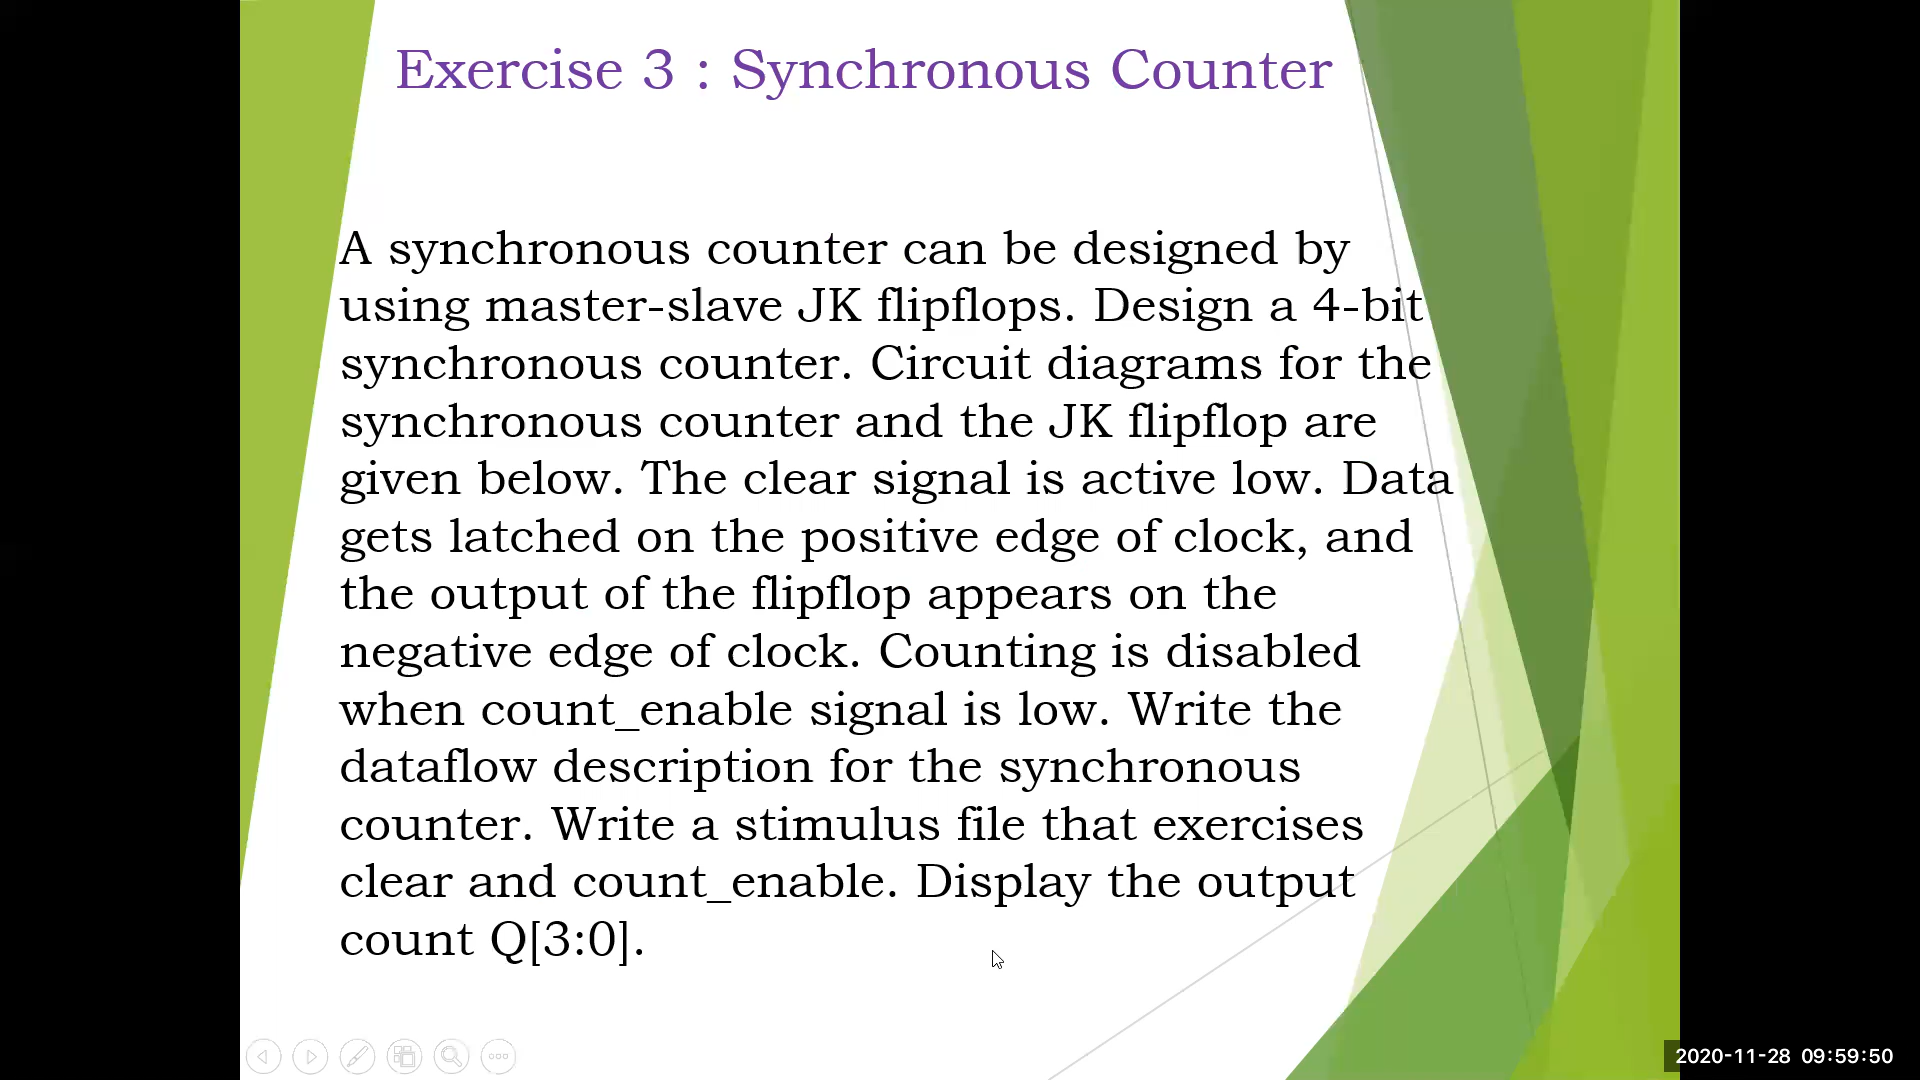 Exercise 3 : Synchronous Counter
A synchronous counter can be designed by
using master-slave JK flipflops. Design a 4-bit
synchronous counter. Circuit diagrams for the
synchronous counter and the JK flipflop are
given below. The clear signal is active low. Data
gets latched on the positive edge of clock, and
the output of the flipflop appears on the
negative edge of clock. Counting is disabled
when count_enable signal is low. Write the
dataflow description for the synchronous
counter. Write a stimulus file that exercises
clear and count_enable. Display the output
count Q[3:0].
2020-11-28 09:59:50